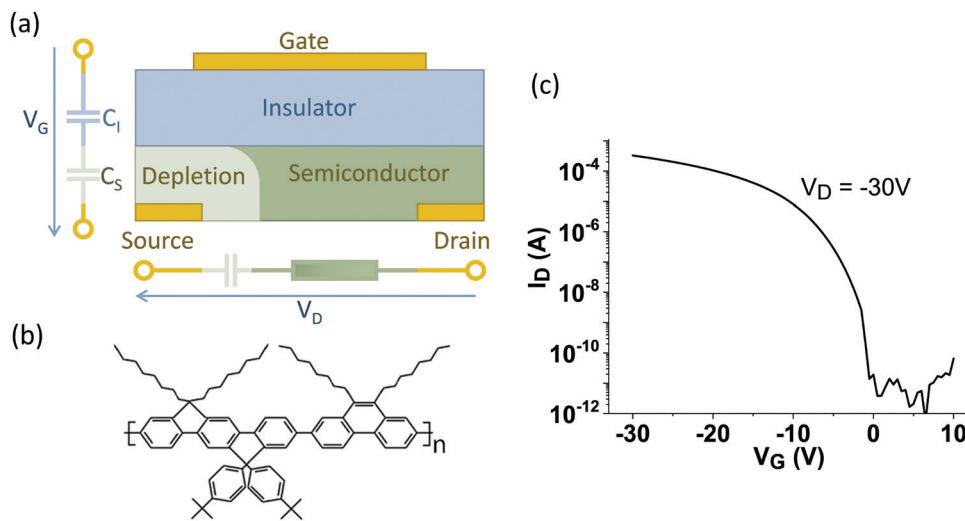 (a)
Gate
V_G
C_I
Insulator
C_S
Depletion
Semiconductor
Source
Drain
V_D
(b)
[ ]n
(c)
V_D = -30V
I_D (A)
10⁻⁴
10⁻⁶
10⁻⁸
10⁻¹⁰
10⁻¹²
-30 -20 -10 0 10
V_G (V)